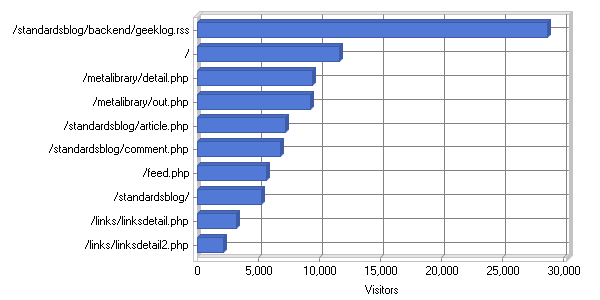 /standardsblog/backend/geeklog.rss
/
/metalibrary/detail.php
/metalibrary/out.php
/standardsblog/article.php
/standardsblog/comment.php
/feed.php
/standardsblog/
/links/linksdetail.php
/links/linksdetail2.php
0 5,000 10,000 15,000 20,000 25,000 30,000
Visitors